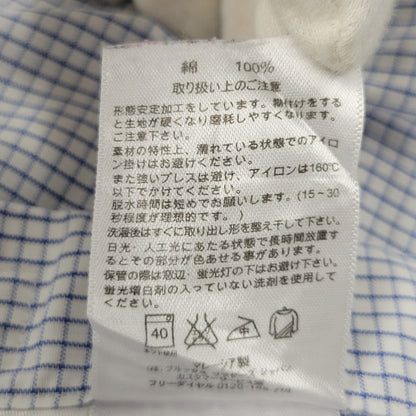 綿 100%
取り扱い上のご注意
形態安定加工をしています。糊付けをする
と生地が硬くなり磨耗しやすくなります。
ご注意下さい。
素材の特性上、濡れている状態でのアイロ
ン掛けはお避けください。
また強いプレスは避け、アイロンは160℃
以下でかけてください。
脱水時間は短めでお願いします。(15~30
秒程度が理想的です。)
洗濯後はすぐに取り出し形を整え干して下さい。
日光・人工光にあたる状態で長時間放置す
るとその部分が色あせる事があります。
保管の際は窓辺・蛍光灯の下はお避けください。
蛍光増白剤の入っていない洗剤を使用して
ください。
40
中